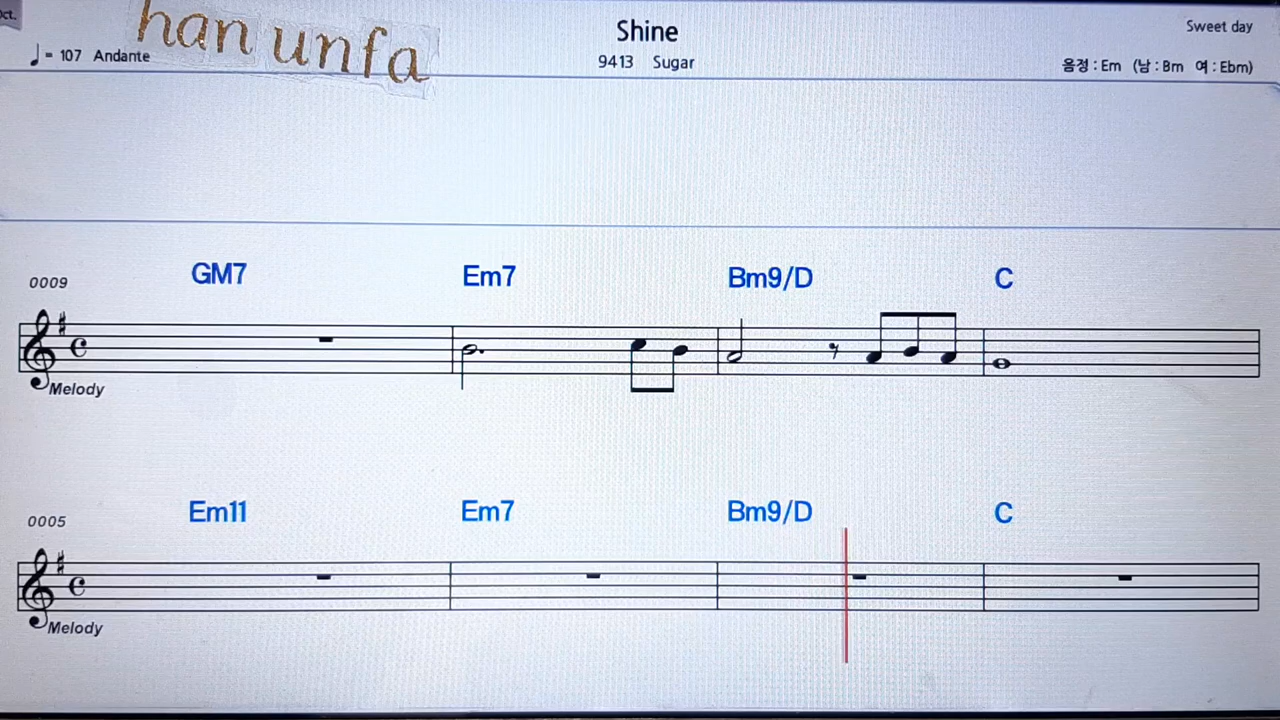 Oct.
han unfa
Shine
Sweet day
♩= 107 Andante
9413 Sugar
음정 : Em (남 : Bm 여 : Ebm)
0009
GM7 Em7 Bm9/D C
Melody
0005
Em11 Em7 Bm9/D C
Melody